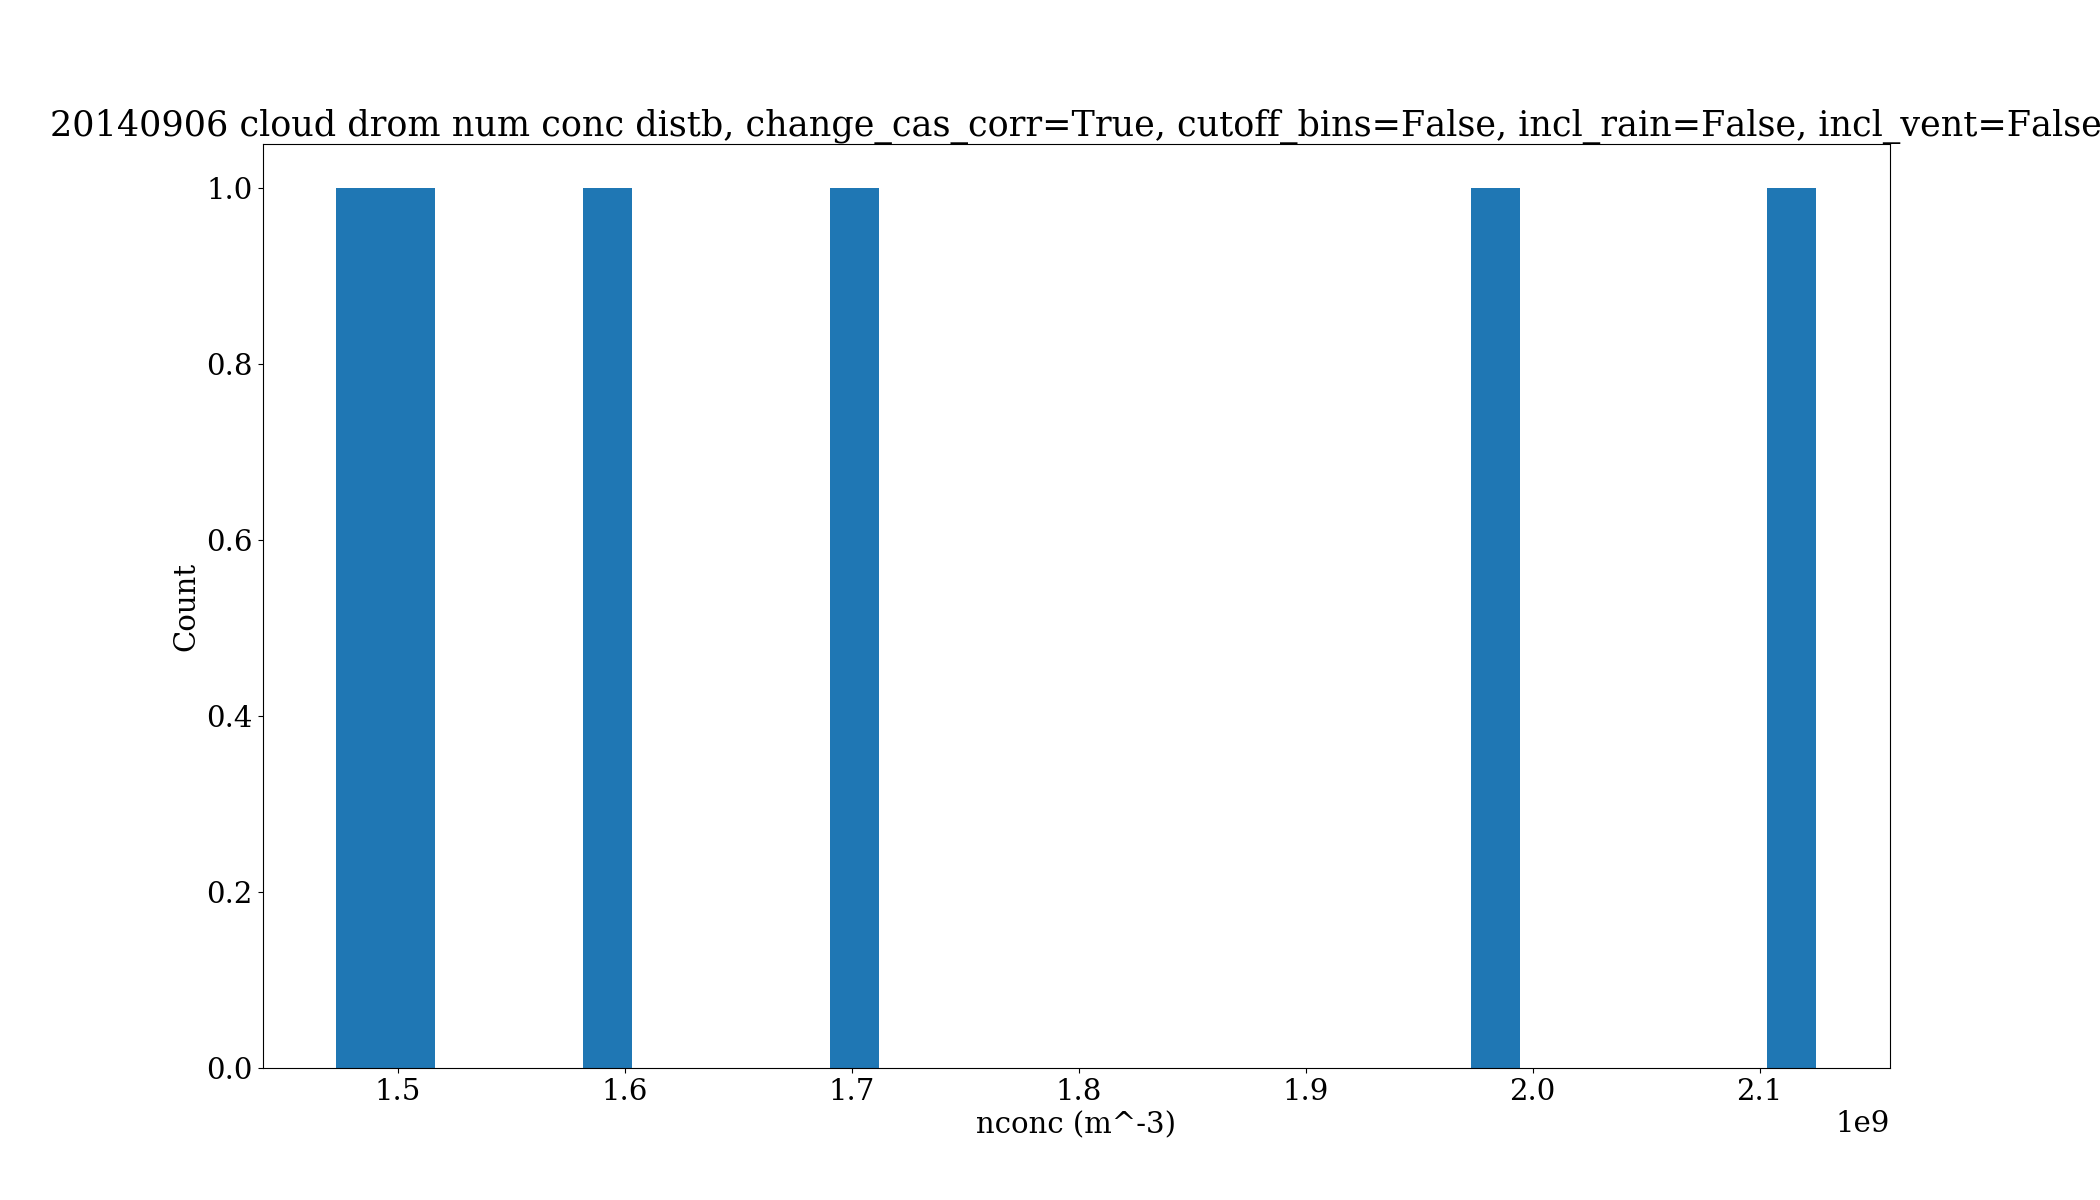 20140906 cloud drom num conc distb, change_cas_corr=True, cutoff_bins=False, incl_rain=False, incl_vent=False
1.0
0.8
0.6
0.4
0.2
0.0
Count
1.5 1.6 1.7 1.8 1.9 2.0 2.1
nconc (m^-3)
1e9